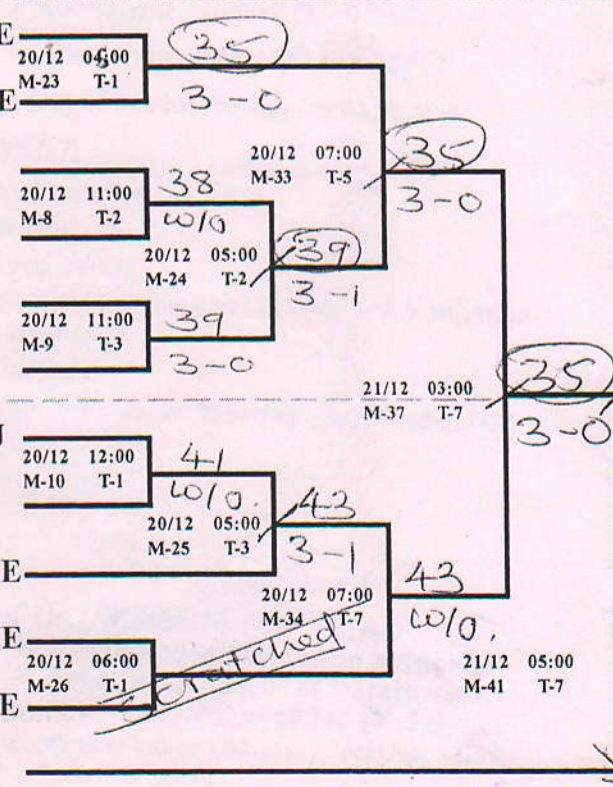 E
20/12 04:00 35
M-23 T-1
E 3-0
20/12 07:00 35
M-33 T-5
3-0
20/12 11:00 38
M-8 T-2 w/o
20/12 05:00 39
M-24 T-2
3-1
20/12 11:00 39
M-9 T-3
3-0
21/12 03:00 35
M-37 T-7
3-0
20/12 12:00 41
M-10 T-1 w/o.
20/12 05:00 43
M-25 T-3
3-1
E
20/12 07:00 43
M-34 T-7 w/o.
E
20/12 06:00 Scratched
M-26 T-1
E
21/12 05:00
M-41 T-7